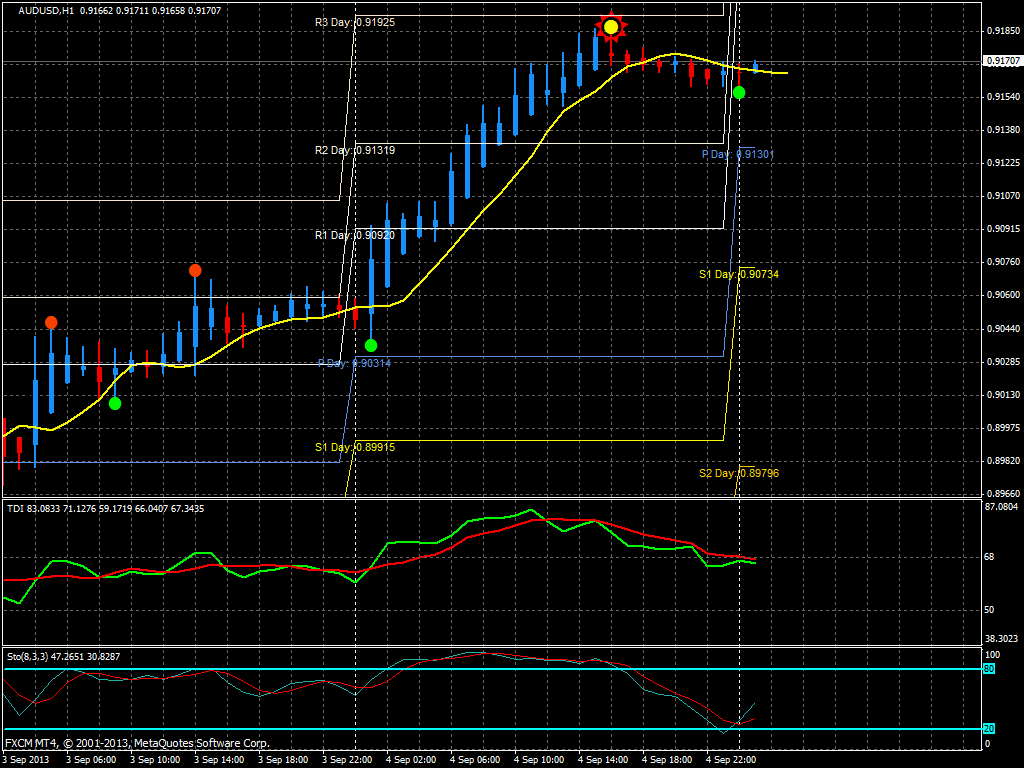 AUDUSD,H1 0.91662 0.91711 0.91658 0.91707
R3 Day: 0.91925
0.91850
0.91707
0.91540
R2 Day: 0.91319
P Day: 0.91301
0.91380
0.91225
0.91070
R1 Day: 0.90920
0.90915
0.90760
S1 Day: 0.90734
0.90600
0.90440
P Day: 0.90314
0.90285
0.90130
0.89975
S1 Day: 0.89915
0.89820
S2 Day: 0.89796
0.89660
TDI 83.0833 71.1276 59.1719 66.0407 67.3435
87.0804
68
50
38.3023
Sto(8,3,3) 47.2651 30.8287
100
80
20
0
FXCM MT4, © 2001-2013, MetaQuotes Software Corp.
3 Sep 2013 3 Sep 06:00 3 Sep 10:00 3 Sep 14:00 3 Sep 18:00 3 Sep 22:00 4 Sep 02:00 4 Sep 06:00 4 Sep 10:00 4 Sep 14:00 4 Sep 18:00 4 Sep 22:00